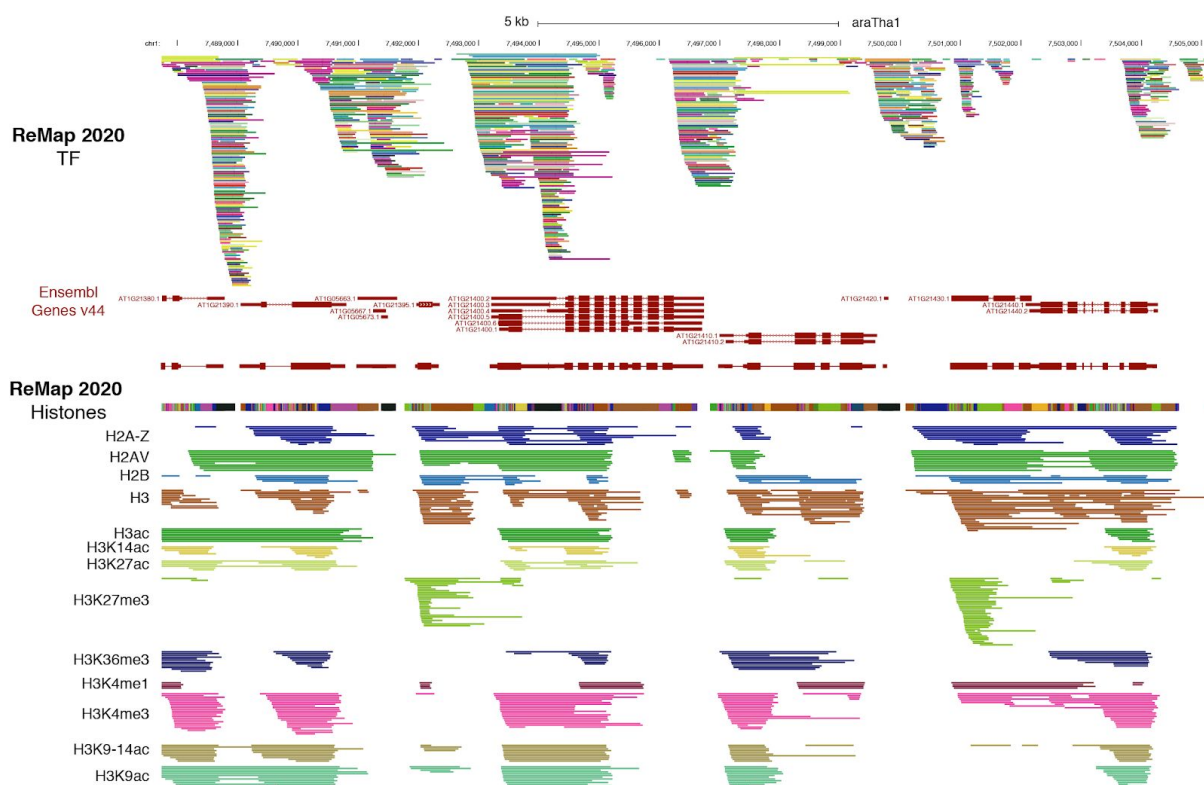 5 kb araTha1
chr1: 7,489,000 7,490,000 7,491,000 7,492,000 7,493,000 7,494,000 7,495,000 7,496,000 7,497,000 7,498,000 7,499,000 7,500,000 7,501,000 7,502,000 7,503,000 7,504,000 7,505,000
ReMap 2020
TF
Ensembl
Genes v44
AT1G21380.1 AT1G05663.1 AT1G21400.2 AT1G21420.1 AT1G21430.1
AT1G21390.1 AT1G21395.1 AT1G21400.3 AT1G21440.1
AT1G05667.1 AT1G21400.4 AT1G21440.2
AT1G05673.1 AT1G21400.5
AT1G21400.6
AT1G21400.1
AT1G21410.1
AT1G21410.2
ReMap 2020
Histones
H2A-Z
H2AV
H2B
H3
H3ac
H3K14ac
H3K27ac
H3K27me3
H3K36me3
H3K4me1
H3K4me3
H3K9-14ac
H3K9ac